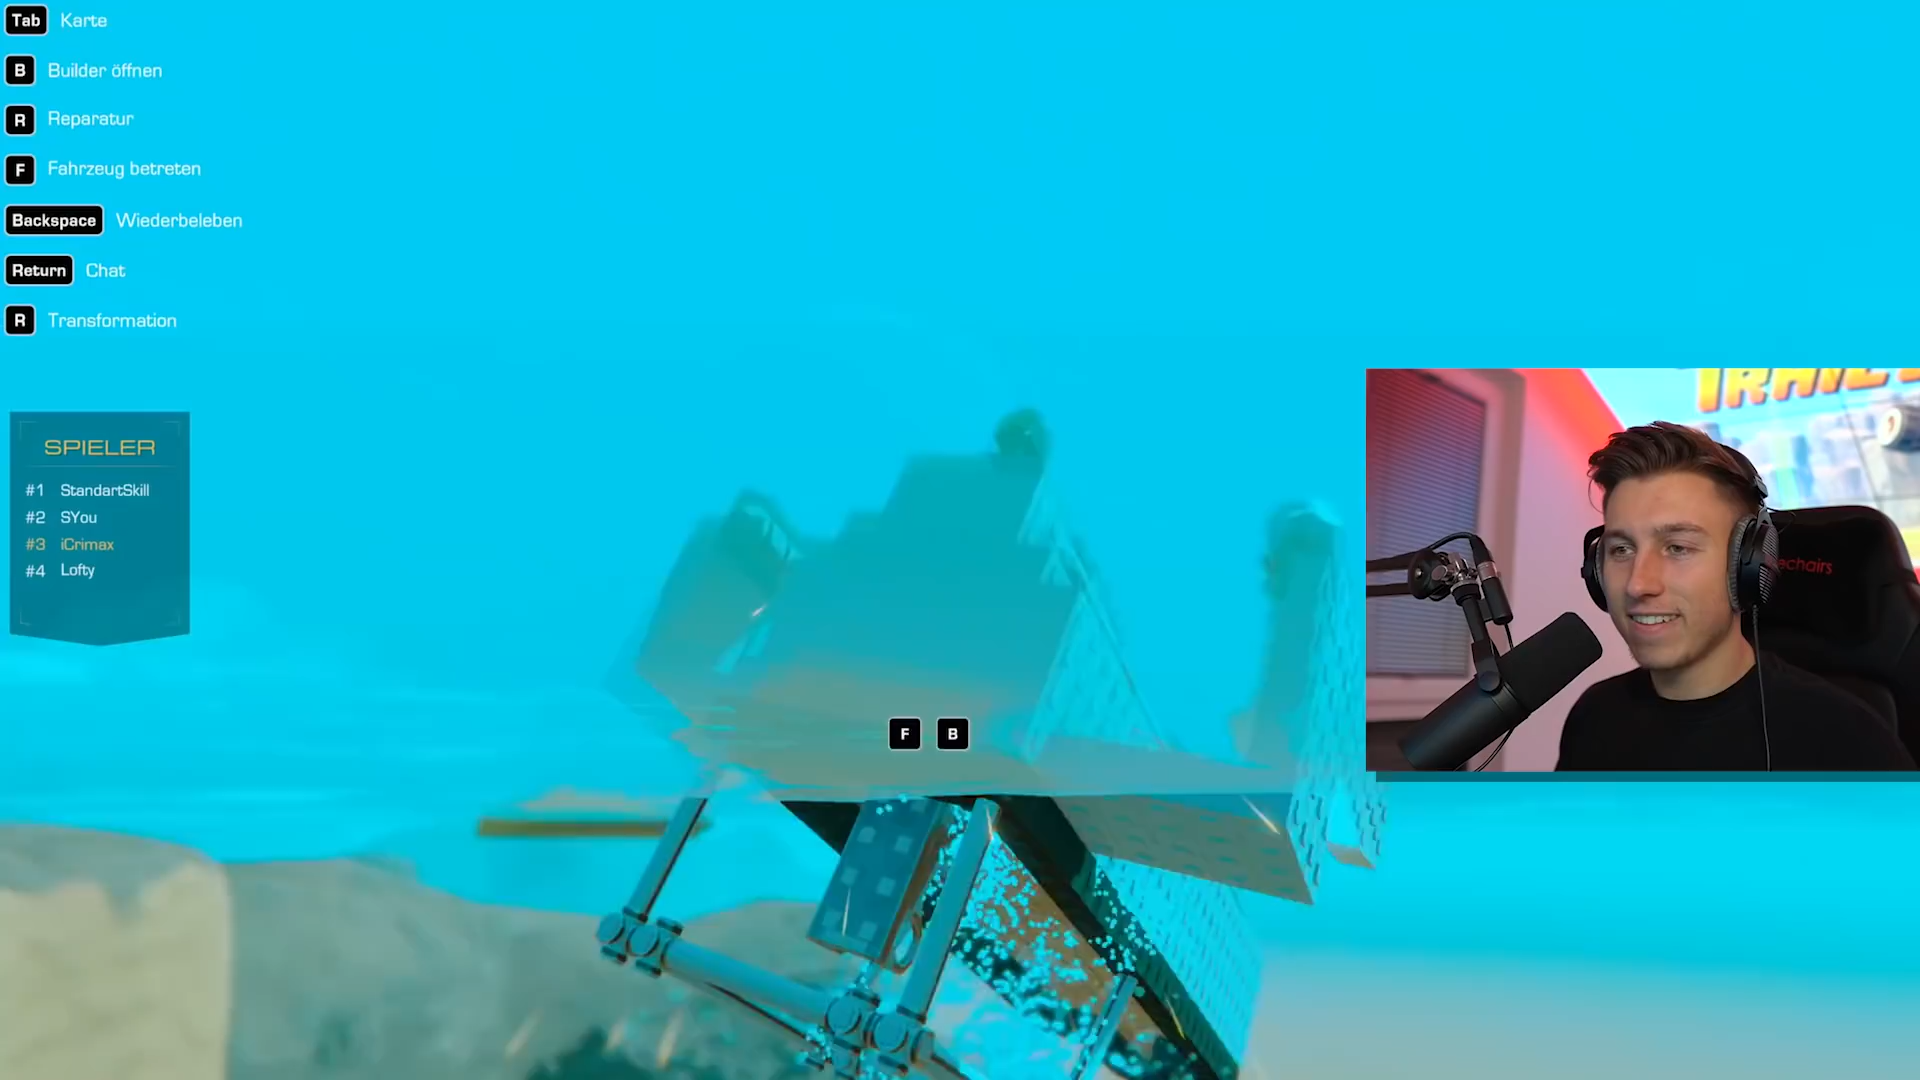 Tab Karte
B Builder öffnen
R Reparatur
F Fahrzeug betreten
Backspace Wiederbeleben
Return Chat
R Transformation
SPIELER
#1 StandartSkill
#2 SYou
#3 iCrimax
#4 Lofty
F B